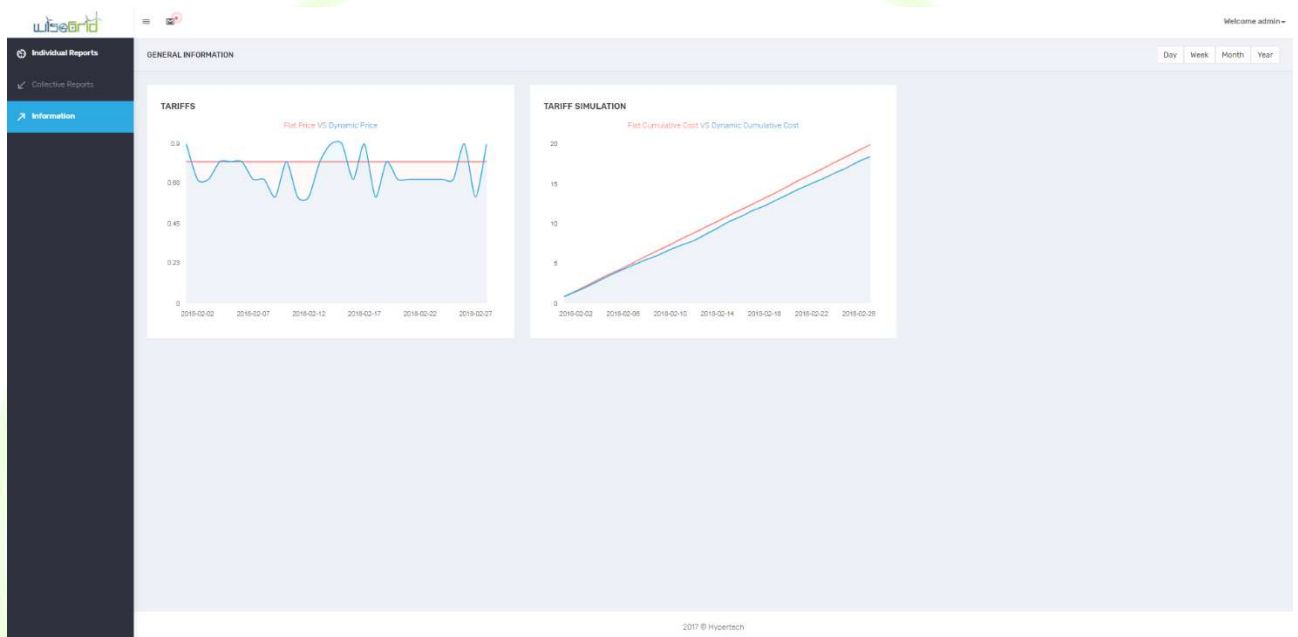 wiseGrid
Welcome admin
Individual Reports
GENERAL INFORMATION
Day Week Month Year
Collective Reports
Information
TARIFFS
Flat Price VS Dynamic Price
0.9
0.68
0.45
0.23
0
2018-02-02 2018-02-07 2018-02-12 2018-02-17 2018-02-22 2018-02-27
TARIFF SIMULATION
Flat Cumulative Cost VS Dynamic Cumulative Cost
20
15
10
5
0
2018-02-02 2018-02-06 2018-02-10 2018-02-14 2018-02-18 2018-02-22 2018-02-26
2017 © Hypertech